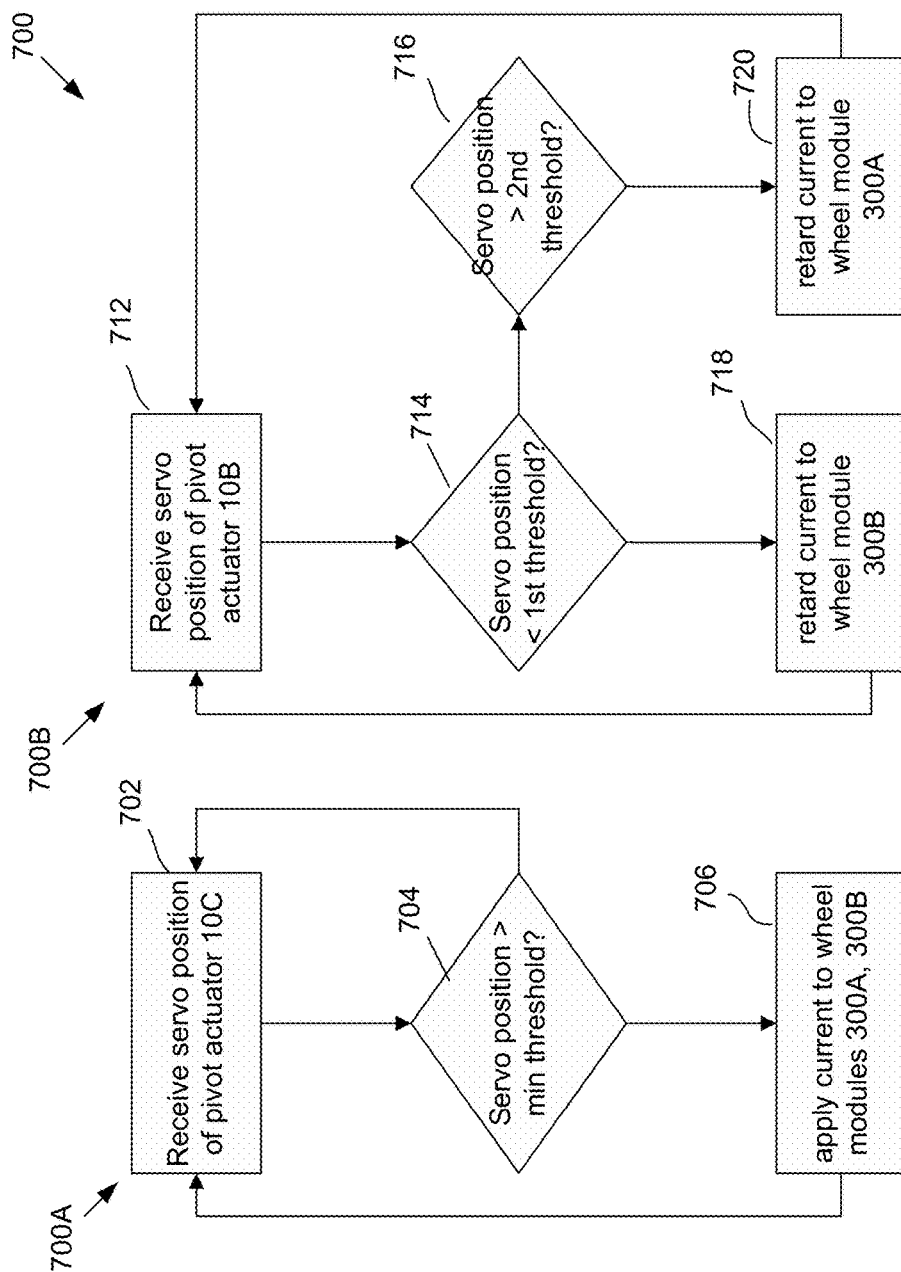 700
700A
702
Receive servo position
of pivot actuator 10C
704
Servo position >
min threshold?
706
apply current to wheel
modules 300A, 300B
700B
712
Receive servo
position of pivot
actuator 10B
714
Servo position
< 1st threshold?
716
Servo position
> 2nd
threshold?
718
retard current to
wheel module
300B
720
retard current to
wheel module
300A